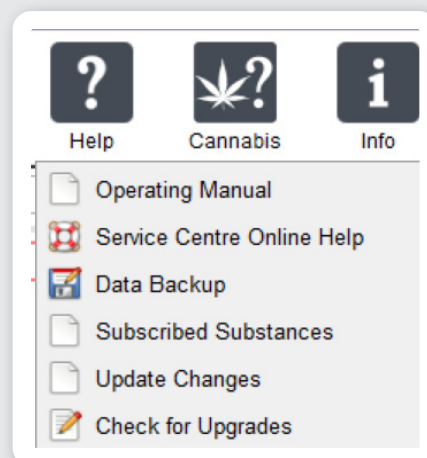 ?
?
i
Help
Cannabis
Info
Operating Manual
Service Centre Online Help
Data Backup
Subscribed Substances
Update Changes
Check for Upgrades